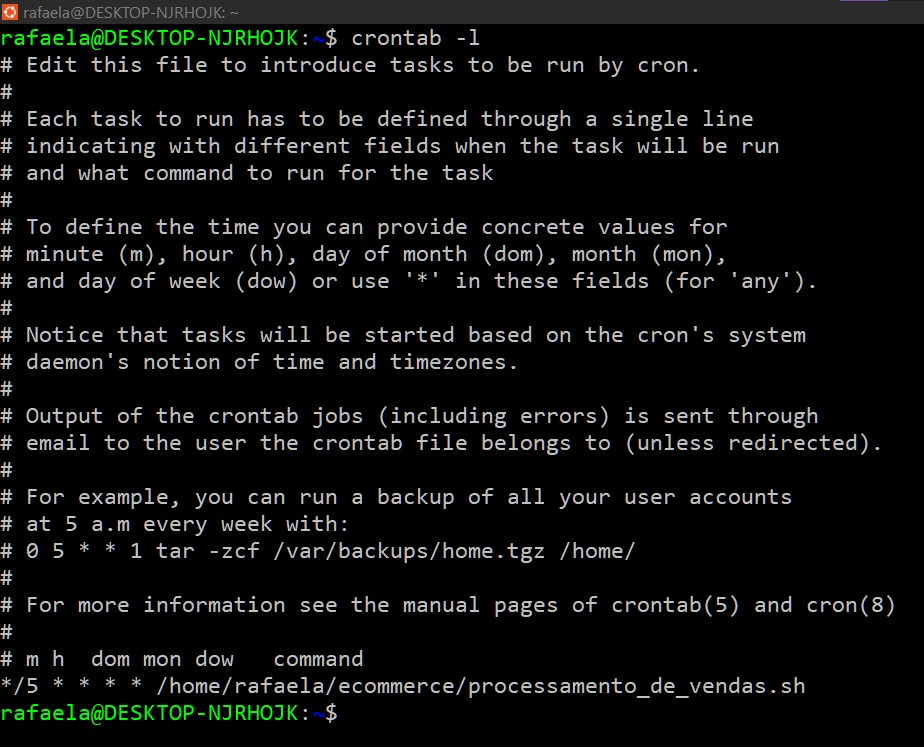 rafaela@DESKTOP-NJRHOJK: ~
rafaela@DESKTOP-NJRHOJK:~$ crontab -l
# Edit this file to introduce tasks to be run by cron.
#
# Each task to run has to be defined through a single line
# indicating with different fields when the task will be run
# and what command to run for the task
#
# To define the time you can provide concrete values for
# minute (m), hour (h), day of month (dom), month (mon),
# and day of week (dow) or use '*' in these fields (for 'any').
#
# Notice that tasks will be started based on the cron's system
# daemon's notion of time and timezones.
#
# Output of the crontab jobs (including errors) is sent through
# email to the user the crontab file belongs to (unless redirected).
#
# For example, you can run a backup of all your user accounts
# at 5 a.m every week with:
# 0 5 * * 1 tar -zcf /var/backups/home.tgz /home/
#
# For more information see the manual pages of crontab(5) and cron(8)
#
# m h  dom mon dow   command
*/5 * * * * /home/rafaela/ecommerce/processamento_de_vendas.sh
rafaela@DESKTOP-NJRHOJK:~$